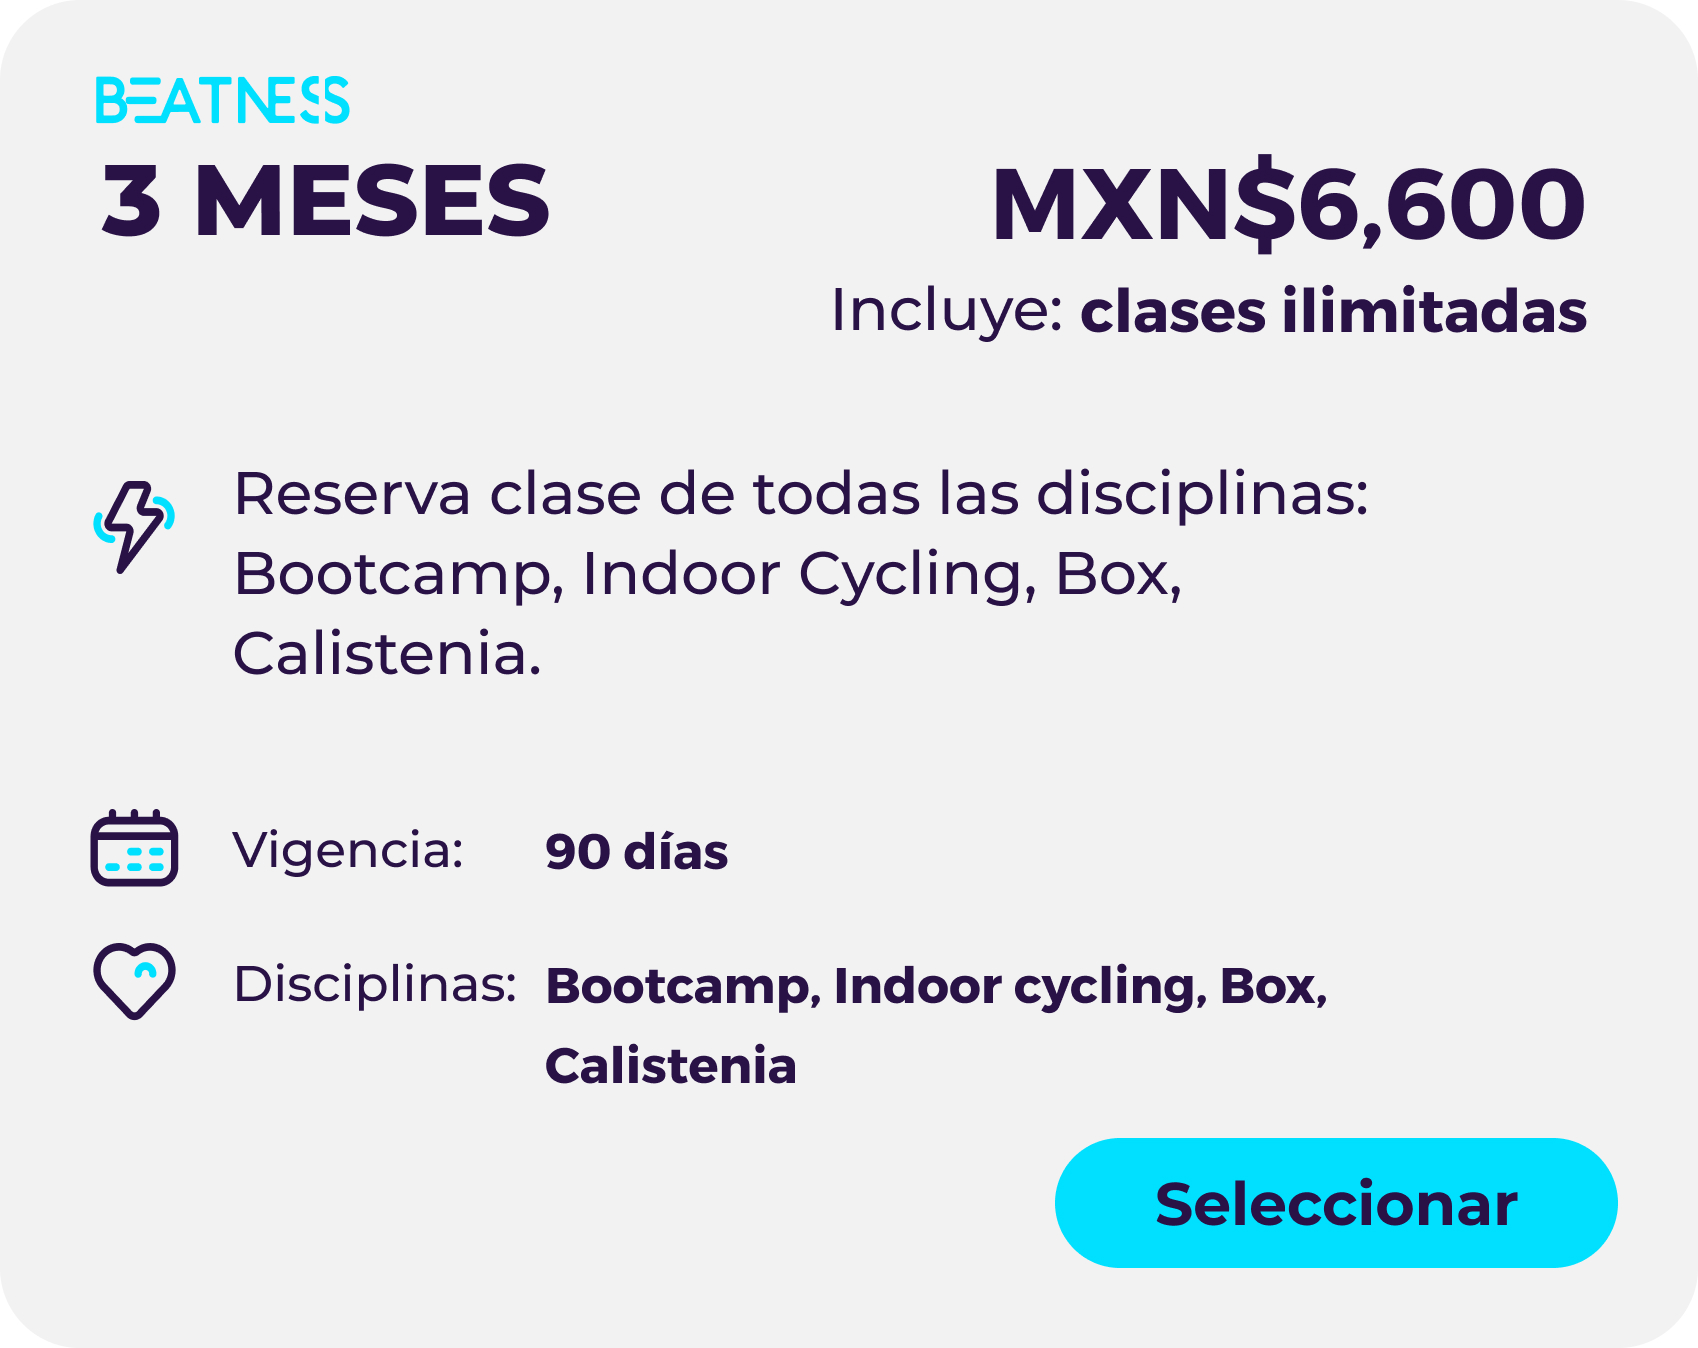 BEATNESS
3 MESES
MXN$6,600
Incluye: clases ilimitadas
Reserva clase de todas las disciplinas:
Bootcamp, Indoor Cycling, Box,
Calistenia.
Vigencia: 90 días
Disciplinas: Bootcamp, Indoor cycling, Box,
Calistenia
Seleccionar